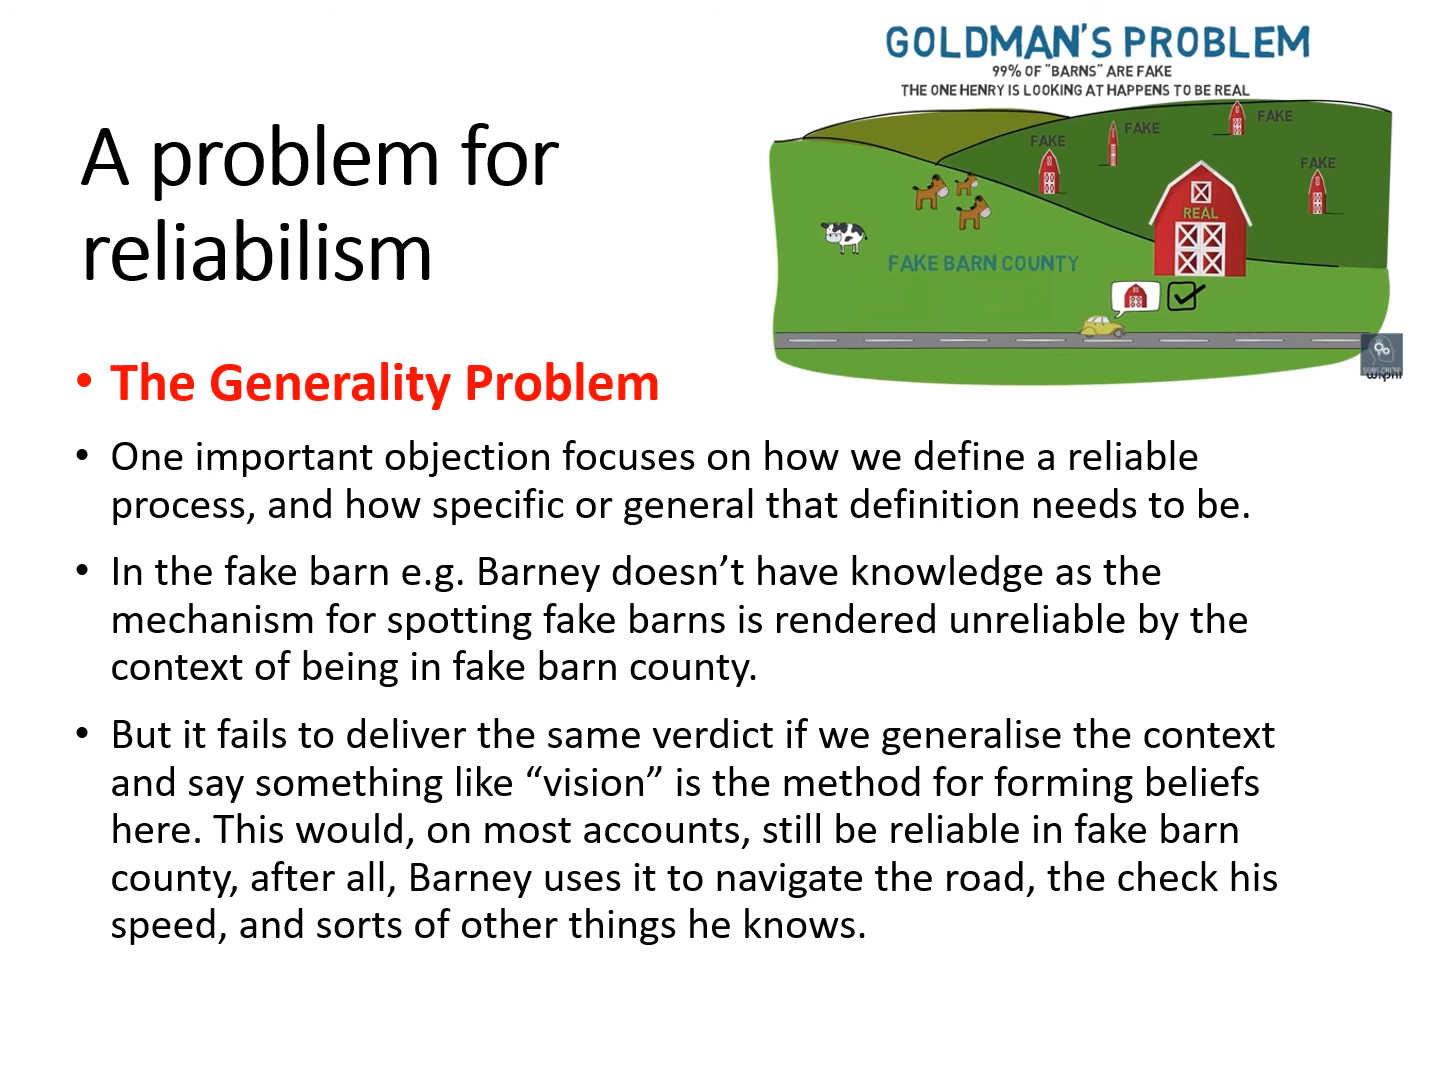 GOLDMAN'S PROBLEM
99% OF "BARNS" ARE FAKE
THE ONE HENRY IS LOOKING AT HAPPENS TO BE REAL
FAKE
FAKE
FAKE
FAKE
REAL
FAKE BARN COUNTY
SUBSCRIBE
wiphi
A problem for
reliabilism
• The Generality Problem
• One important objection focuses on how we define a reliable
process, and how specific or general that definition needs to be.
• In the fake barn e.g. Barney doesn’t have knowledge as the
mechanism for spotting fake barns is rendered unreliable by the
context of being in fake barn county.
• But it fails to deliver the same verdict if we generalise the context
and say something like “vision” is the method for forming beliefs
here. This would, on most accounts, still be reliable in fake barn
county, after all, Barney uses it to navigate the road, the check his
speed, and sorts of other things he knows.